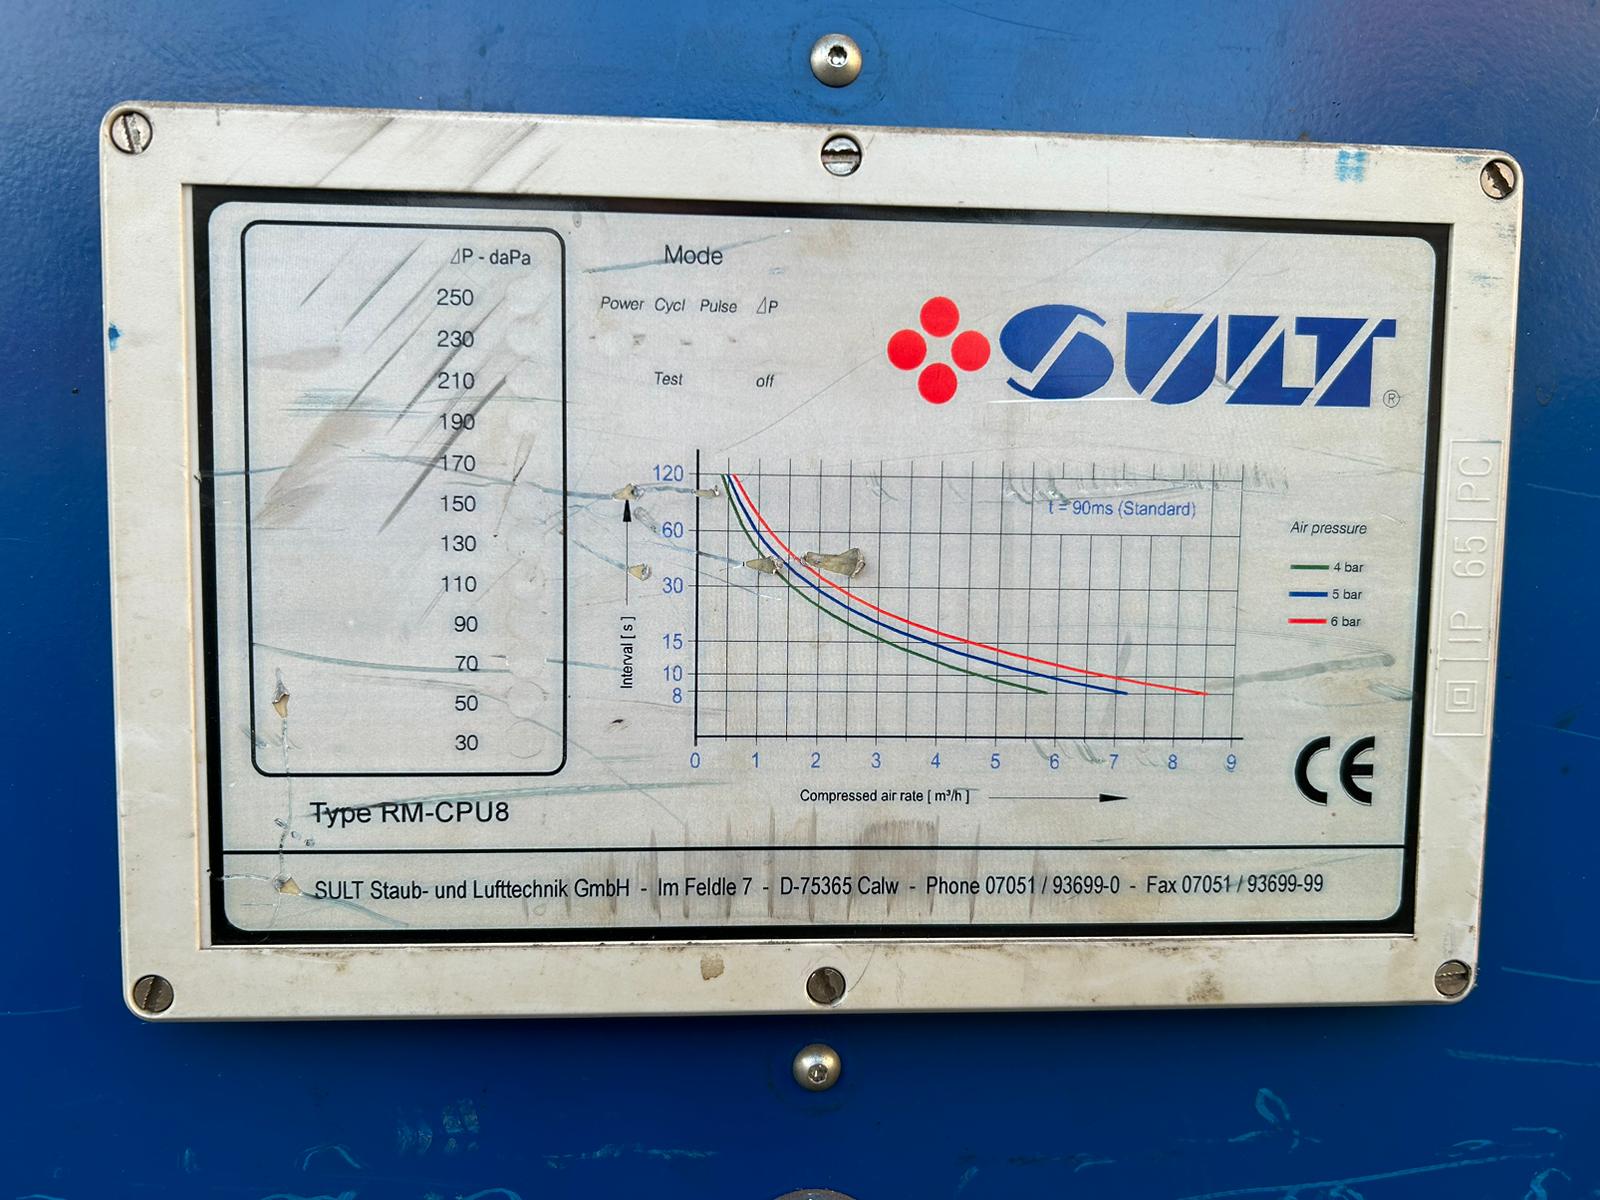 ΔP - daPa
250
230
210
190
170
150
130
110
90
70
50
30
Type RM-CPU8
Mode
Power Cycl Pulse ΔP
Test off
SULT ®
120
60
30
15
10
8
Interval [ s ]
t = 90ms (Standard)
0 1 2 3 4 5 6 7 8 9
Compressed air rate [ m³/h ]
Air pressure
4 bar
5 bar
6 bar
CE
IP 65 PC
SULT Staub- und Lufttechnik GmbH - Im Feldle 7 - D-75365 Calw - Phone 07051 / 93699-0 - Fax 07051 / 93699-99